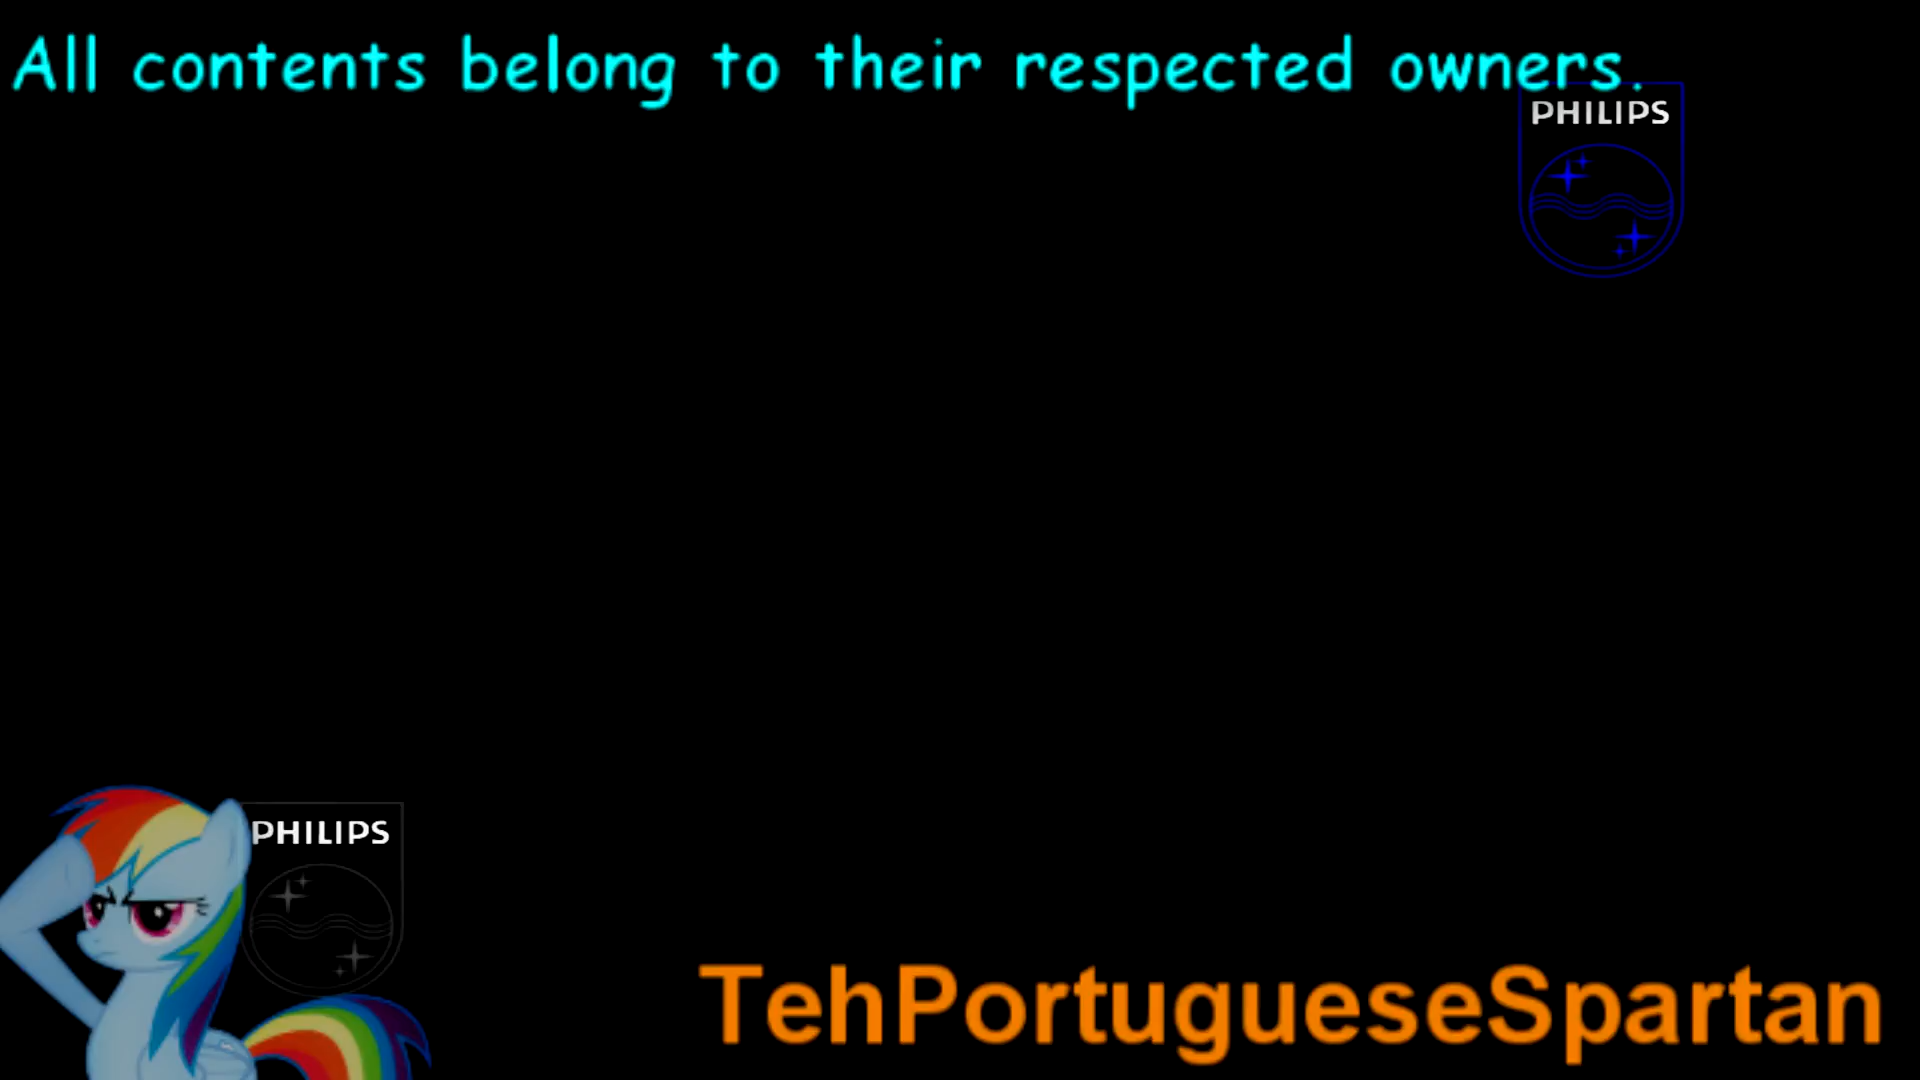 All contents belong to their respected owners.
PHILIPS
PHILIPS
TehPortugueseSpartan